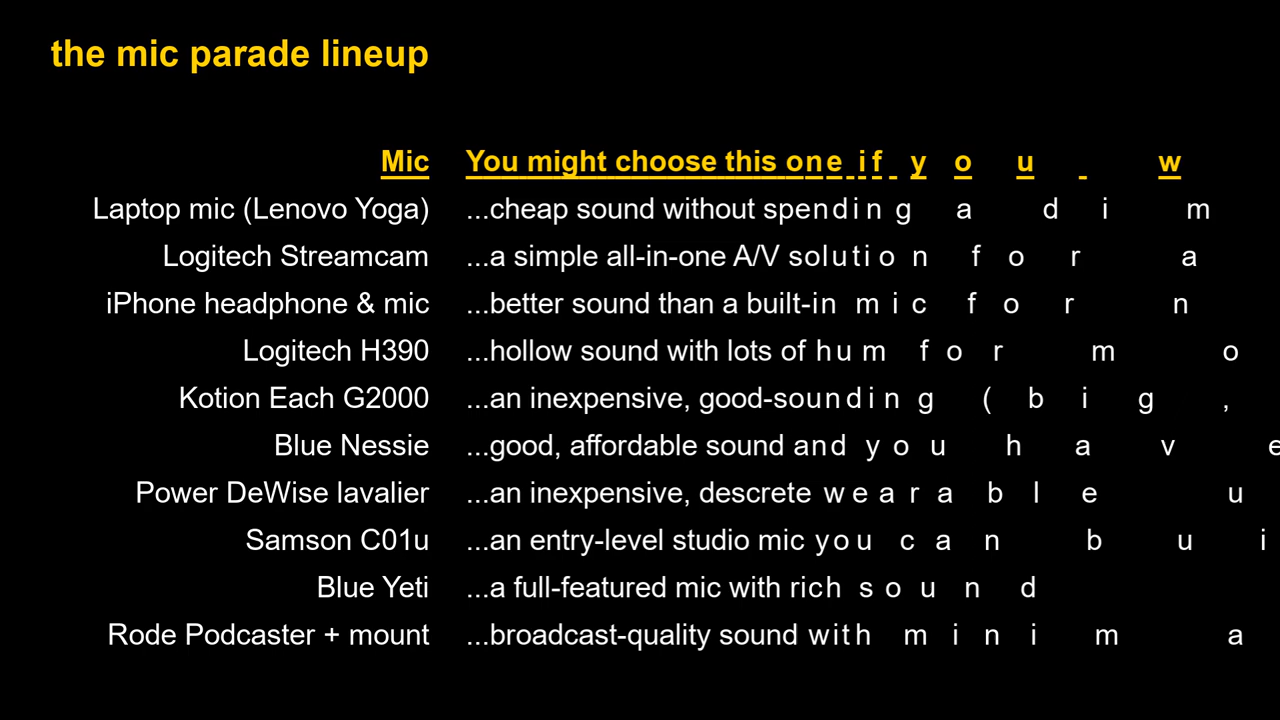 the mic parade lineup
Mic You might choose this one if you w
Laptop mic (Lenovo Yoga) ...cheap sound without spending a dim
Logitech Streamcam ...a simple all-in-one A/V solution for a
iPhone headphone & mic ...better sound than a built-in mic for n
Logitech H390 ...hollow sound with lots of hum for mo
Kotion Each G2000 ...an inexpensive, good-sounding (big,
Blue Nessie ...good, affordable sound and you have
Power DeWise lavalier ...an inexpensive, descrete wearable u
Samson C01u ...an entry-level studio mic you can bui
Blue Yeti ...a full-featured mic with rich sound
Rode Podcaster + mount ...broadcast-quality sound with minima